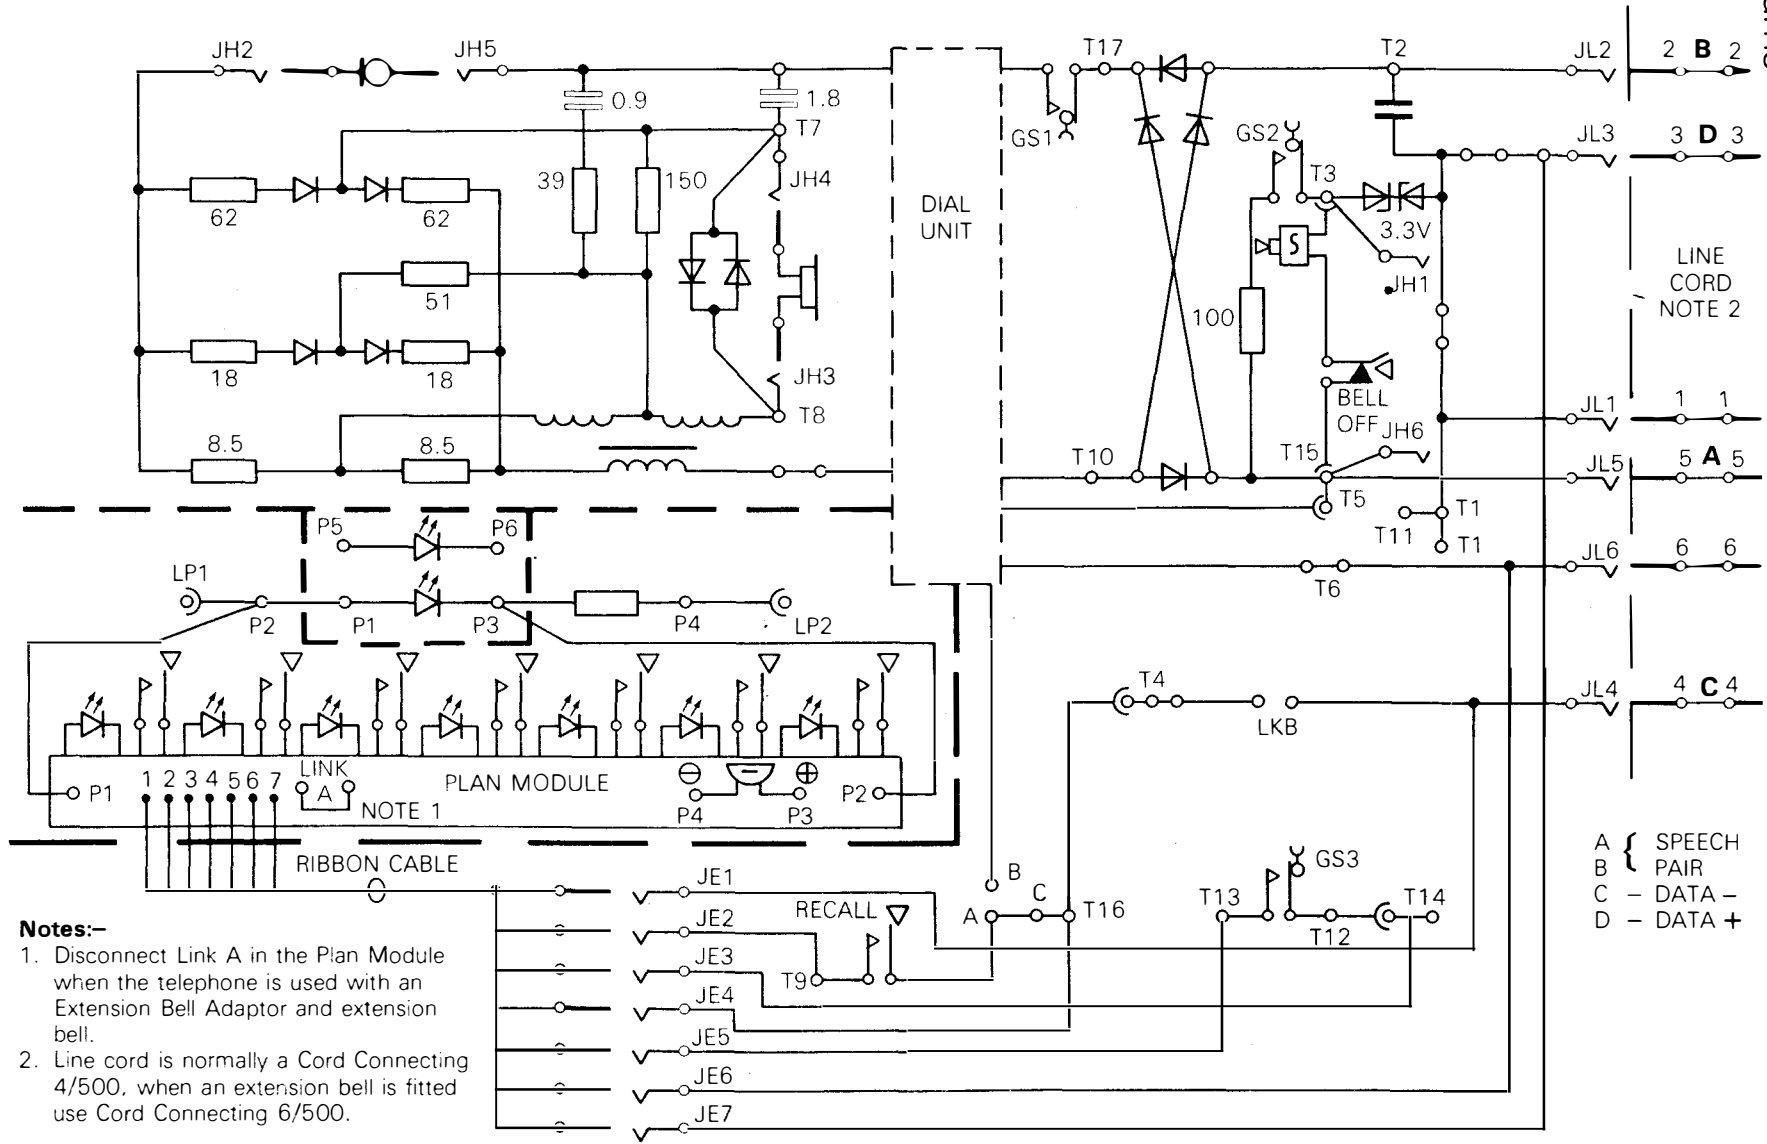 JH2
JH5
T17
T2
JL2
2 B 2
0.9
1.8
T7
GS1
GS2
T3
JL3
3 D 3
39
150
JH4
DIAL
UNIT
62
62
3.3V
LINE
CORD
NOTE 2
51
S
JH1
100
18
18
JH3
T8
BELL
OFF
JL1
1 1
8.5
8.5
T10
T15
JH6
JL5
5 A 5
T5
T11
T1
T1
P5
P6
JL6
6 6
T6
LP1
P2
P1
P3
P4
LP2
T4
LKB
JL4
4 C 4
1 2 3 4 5 6 7
LINK
A
PLAN MODULE
P1
NOTE 1
P4
P3
P2
A { SPEECH
B PAIR
C – DATA –
D – DATA +
RIBBON CABLE
JE1
JE2
JE3
JE4
JE5
JE6
JE7
RECALL
T9
B
A
C
T16
GS3
T13
T12
T14
Notes:–
1. Disconnect Link A in the Plan Module
when the telephone is used with an
Extension Bell Adaptor and extension
bell.
2. Line cord is normally a Cord Connecting
4/500, when an extension bell is fitted
use Cord Connecting 6/500.